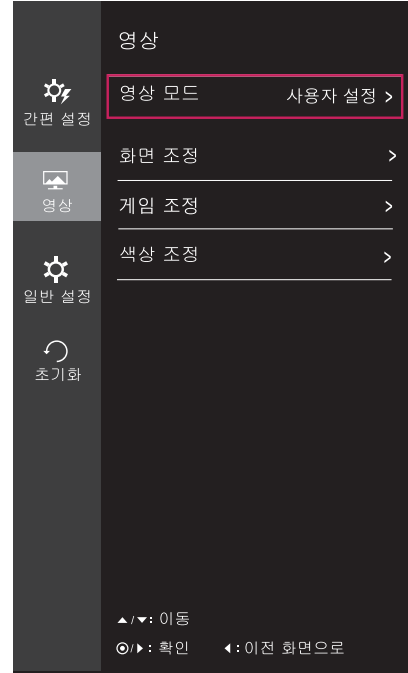 간편 설정
영상
일반 설정
초기화
영상
영상 모드 사용자 설정 >
화면 조정 >
게임 조정 >
색상 조정 >
▲/▼: 이동
◉/▶: 확인 ◀: 이전 화면으로